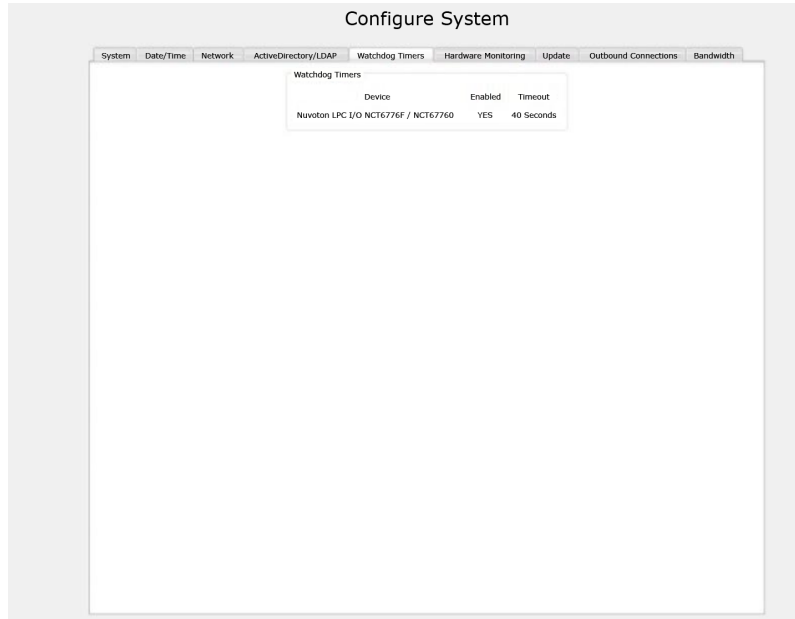 Configure System
System Date/Time Network ActiveDirectory/LDAP Watchdog Timers Hardware Monitoring Update Outbound Connections Bandwidth
Watchdog Timers
Device Enabled Timeout
Nuvoton LPC I/O NCT6776F / NCT67760 YES 40 Seconds